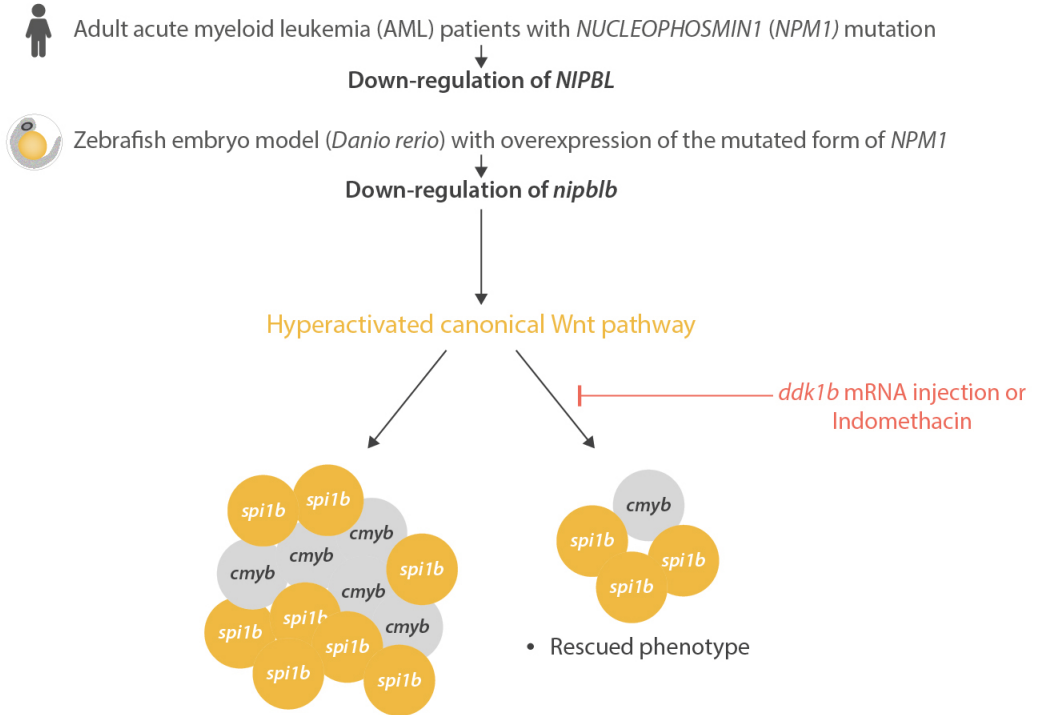 Adult acute myeloid leukemia (AML) patients with NUCLEOPHOSMIN1 (NPM1) mutation
Down-regulation of NIPBL
Zebrafish embryo model (Danio rerio) with overexpression of the mutated form of NPM1
Down-regulation of nipblb
Hyperactivated canonical Wnt pathway
ddk1b mRNA injection or
Indomethacin
spi1b
spi1b
cmyb
cmyb
cmyb
spi1b
cmyb
spi1b
spi1b
cmyb
spi1b
spi1b
spi1b
cmyb
spi1b
spi1b
spi1b
• Rescued phenotype